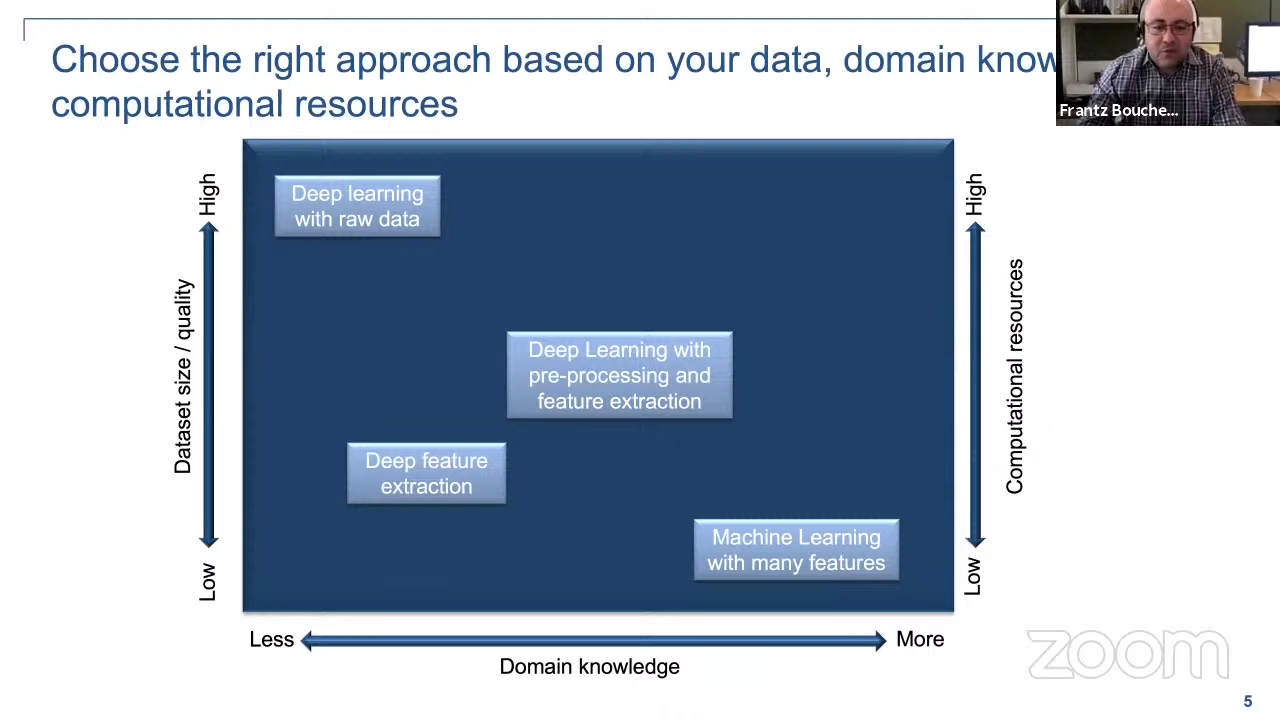 Choose the right approach based on your data, domain know
computational resources
Frantz Bouche...
High
High
Deep learning
with raw data
Dataset size / quality
Computational resources
Deep Learning with
pre-processing and
feature extraction
Deep feature
extraction
Machine Learning
with many features
Low
Low
Less
More
Domain knowledge
zoom
5